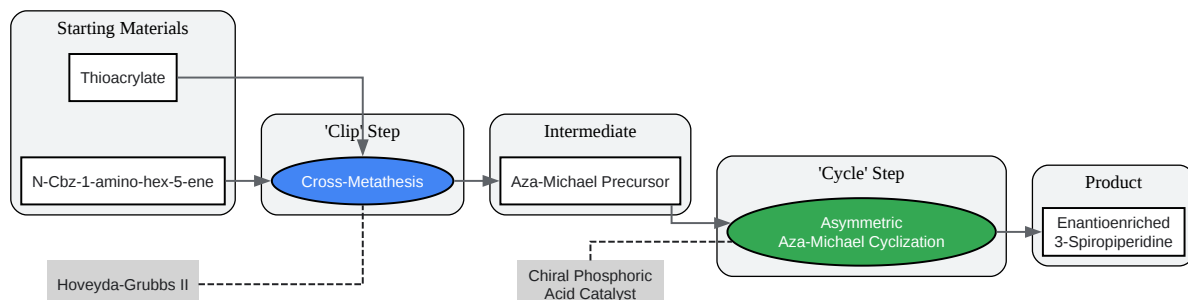 Starting Materials
Thioacrylate
N-Cbz-1-amino-hex-5-ene
'Clip' Step
Cross-Metathesis
Hoveyda-Grubbs II
Intermediate
Aza-Michael Precursor
'Cycle' Step
Asymmetric
Aza-Michael Cyclization
Chiral Phosphoric
Acid Catalyst
Product
Enantioenriched
3-Spiropiperidine